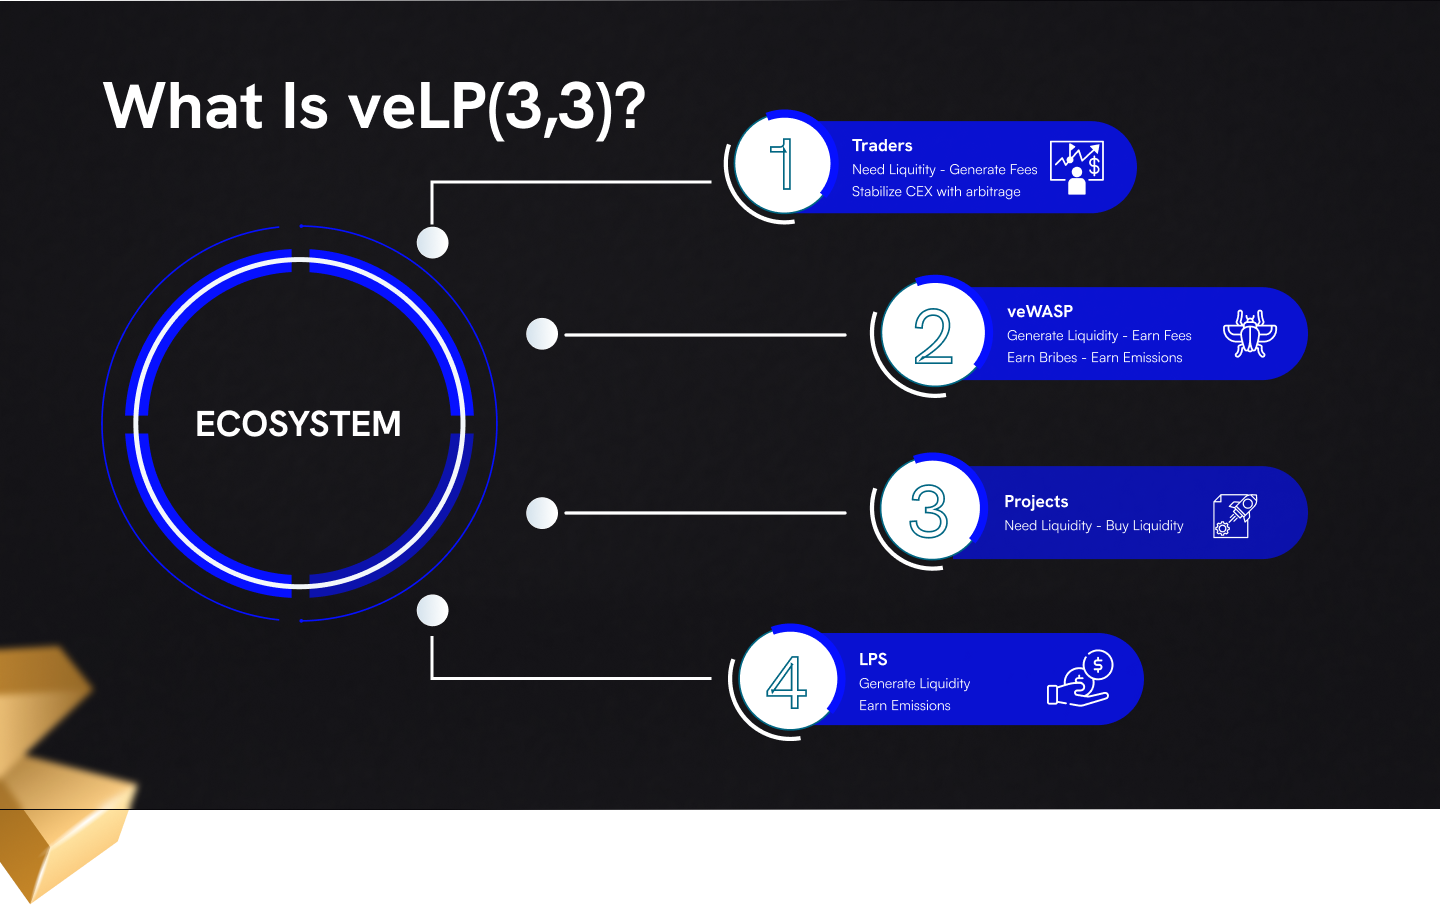 What Is veLP(3,3)?
1
Traders
Need Liquitity - Generate Fees
Stabilize CEX with arbitrage
$
2
veWASP
Generate Liquidity - Earn Fees
Earn Bribes - Earn Emissions
ECOSYSTEM
3
Projects
Need Liquidity - Buy Liquidity
4
LPS
Generate Liquidity
Earn Emissions
$
$